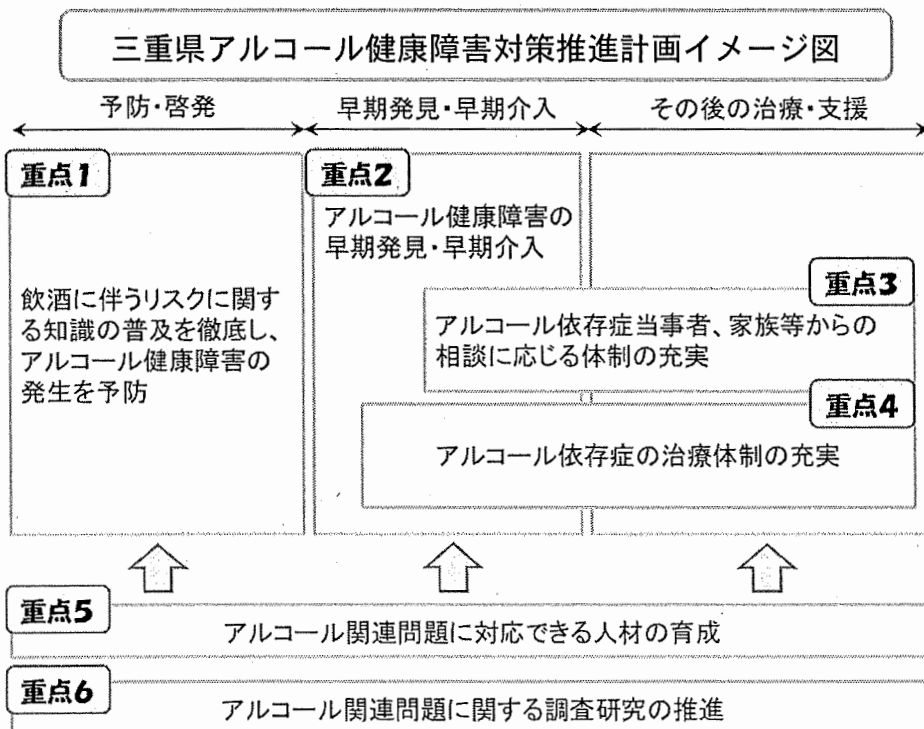 三重県アルコール健康障害対策推進計画イメージ図
予防・啓発
早期発見・早期介入
その後の治療・支援
重点1
飲酒に伴うリスクに関す
る知識の普及を徹底し、
アルコール健康障害の
発生を予防
重点2
アルコール健康障害の
早期発見・早期介入
重点3
アルコール依存症当事者、家族等からの
相談に応じる体制の充実
重点4
アルコール依存症の治療体制の充実
重点5
アルコール関連問題に対応できる人材の育成
重点6
アルコール関連問題に関する調査研究の推進